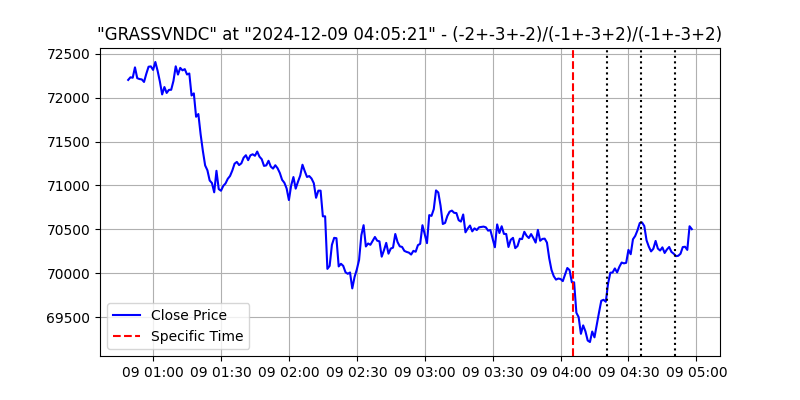 "GRASSVNDC" at "2024-12-09 04:05:21" - (-2+-3+-2)/(-1+-3+2)/(-1+-3+2)
72500
72000
71500
71000
70500
70000
69500
Close Price
Specific Time
09 01:00 09 01:30 09 02:00 09 02:30 09 03:00 09 03:30 09 04:00 09 04:30 09 05:00